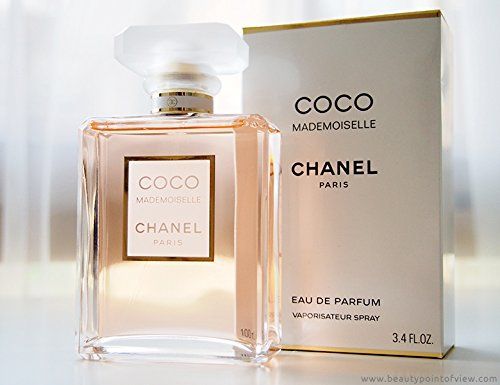 COCO
MADEMOISELLE
CHANEL
PARIS
COCO
MADEMOISELLE
CHANEL
PARIS
EAU DE PARFUM
VAPORISATEUR SPRAY
3.4 FL.OZ.
www.beautypointofview.com